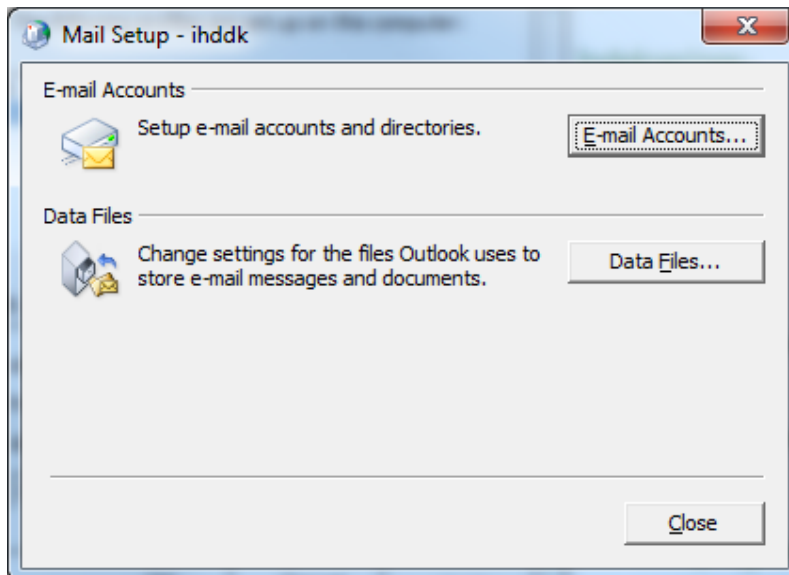 Mail Setup - ihddk
E-mail Accounts
Setup e-mail accounts and directories.
E-mail Accounts...
Data Files
Change settings for the files Outlook uses to
store e-mail messages and documents.
Data Files...
Close